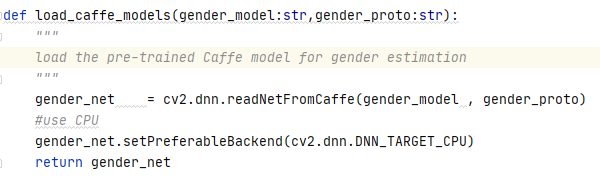 def load_caffe_models(gender_model:str,gender_proto:str):
    """
    load the pre-trained Caffe model for gender estimation
    """
    gender_net    = cv2.dnn.readNetFromCaffe(gender_model , gender_proto)
    #use CPU
    gender_net.setPreferableBackend(cv2.dnn.DNN_TARGET_CPU)
    return gender_net